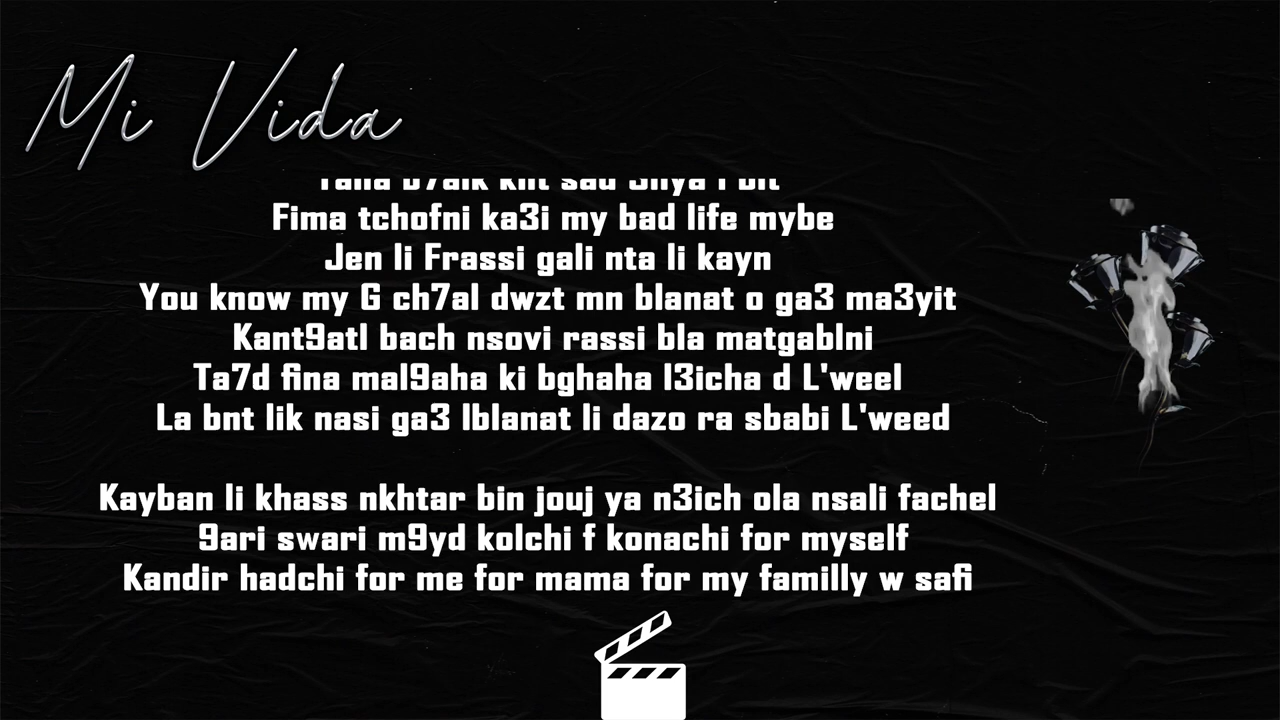 Mi Vida
Fima tchofni ka3i my bad life mybe
Jen li Frassi gali nta li kayn
You know my G ch7al dwzt mn blanat o ga3 ma3yit
Kant9atl bach nsovi rassi bla matgablni
Ta7d fina mal9aha ki bghaha l3icha d L'weel
La bnt lik nasi ga3 lblanat li dazo ra sbabi L'weed
Kayban li khass nkhtar bin jouj ya n3ich ola nsali fachel
9ari swari m9yd kolchi f konachi for myself
Kandir hadchi for me for mama for my familly w safi